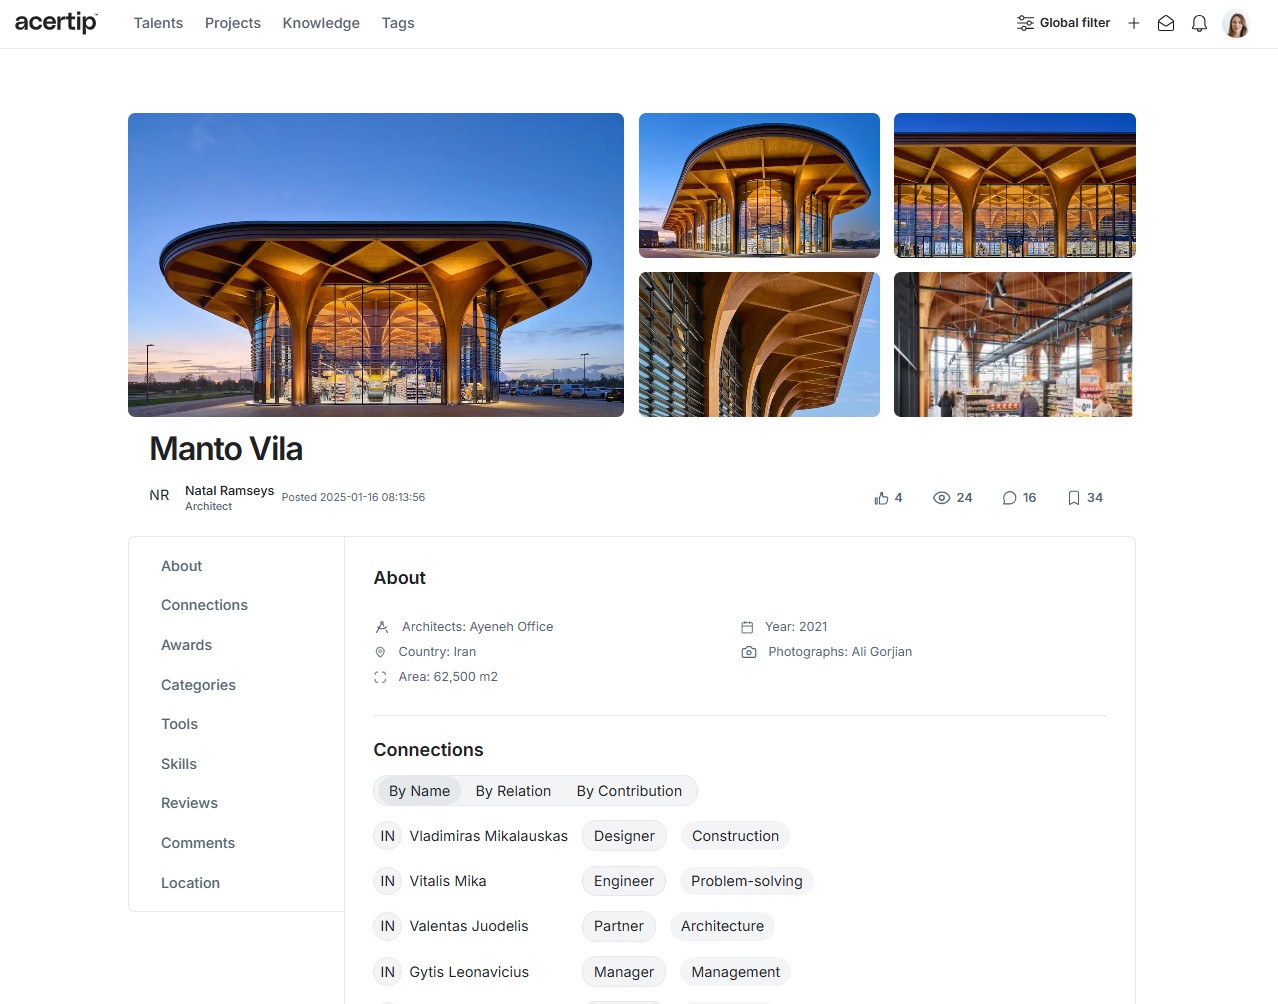 acertip
Talents Projects Knowledge Tags Global filter
Manto Vila
NR Natal Ramseys Posted 2025-01-16 08:13:56 4 24 16 34
Architect
About
Connections
Awards
Categories
Tools
Skills
Reviews
Comments
Location
About
Architects: Ayeneh Office Year: 2021
Country: Iran Photographs: Ali Gorjian
Area: 62,500 m2
Connections
By Name By Relation By Contribution
IN Vladimiras Mikalauskas Designer Construction
IN Vitalis Mika Engineer Problem-solving
IN Valentas Juodelis Partner Architecture
IN Gytis Leonavicius Manager Management